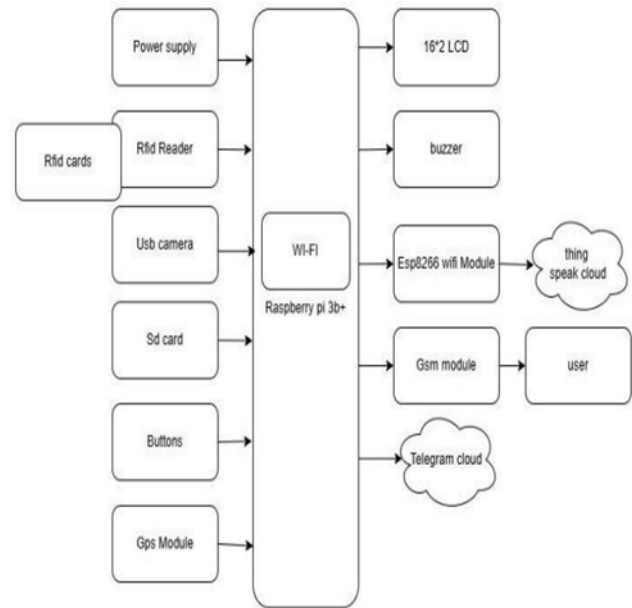 Power supply
16*2 LCD
Rfid cards
Rfid Reader
buzzer
Usb camera
WI-FI
Raspberry pi 3b+
Esp8266 wifi Module
thing
speak cloud
Sd card
Gsm module
user
Buttons
Telegram cloud
Gps Module